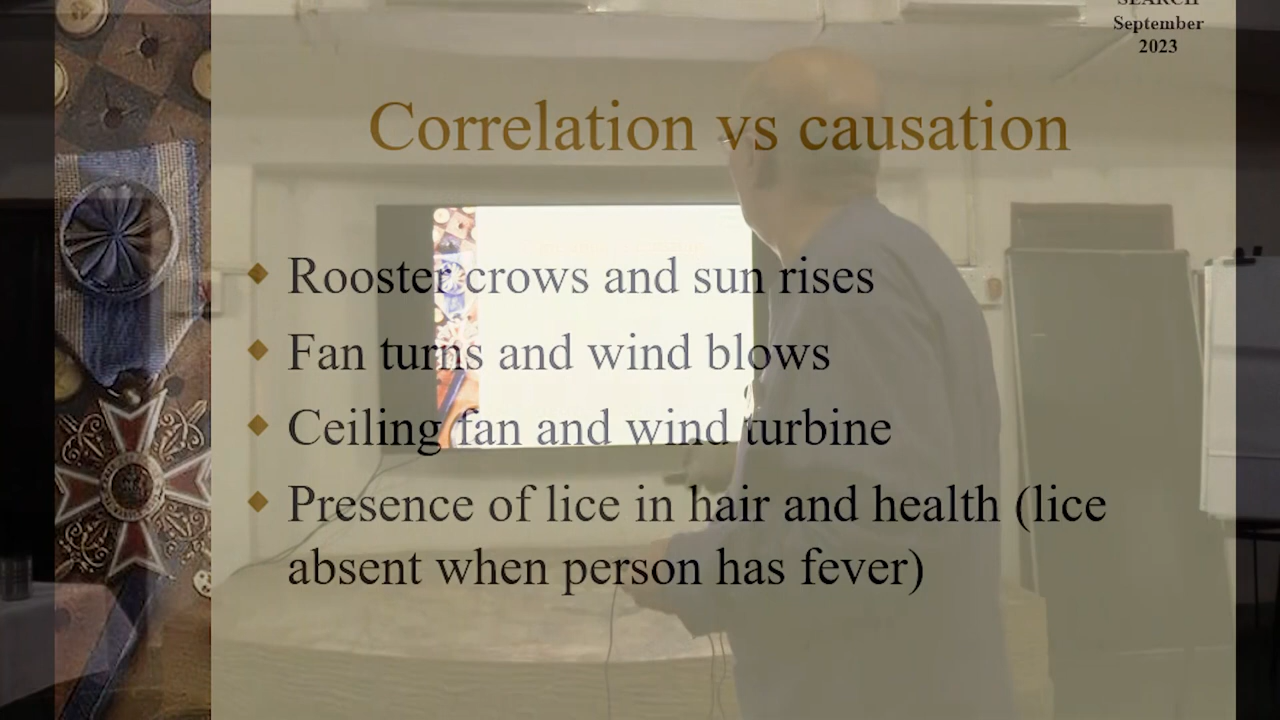 SEARCH
September
2023
Correlation vs causation
Rooster crows and sun rises
Fan turns and wind blows
Ceiling fan and wind turbine
Presence of lice in hair and health (lice
absent when person has fever)